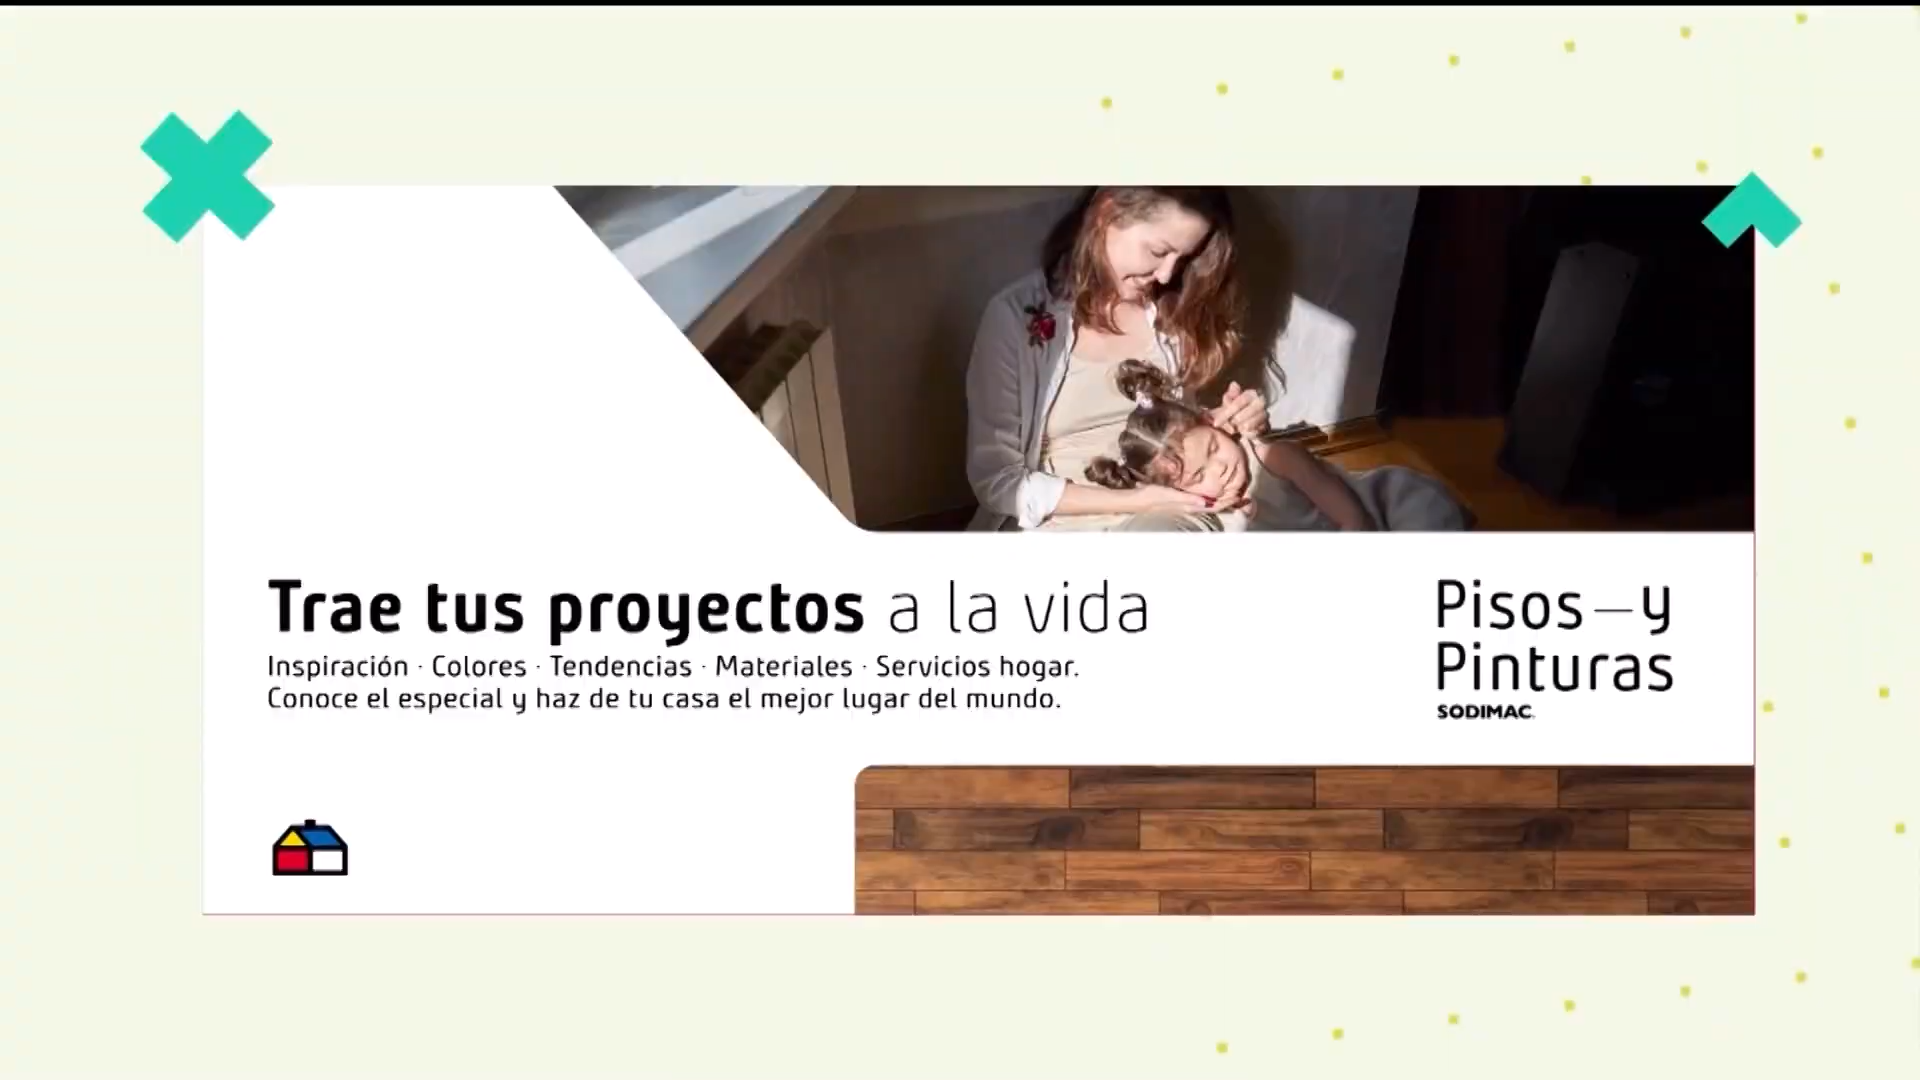 Trae tus proyectos a la vida
Inspiración · Colores · Tendencias · Materiales · Servicios hogar.
Conoce el especial y haz de tu casa el mejor lugar del mundo.
Pisos—y
Pinturas
SODIMAC